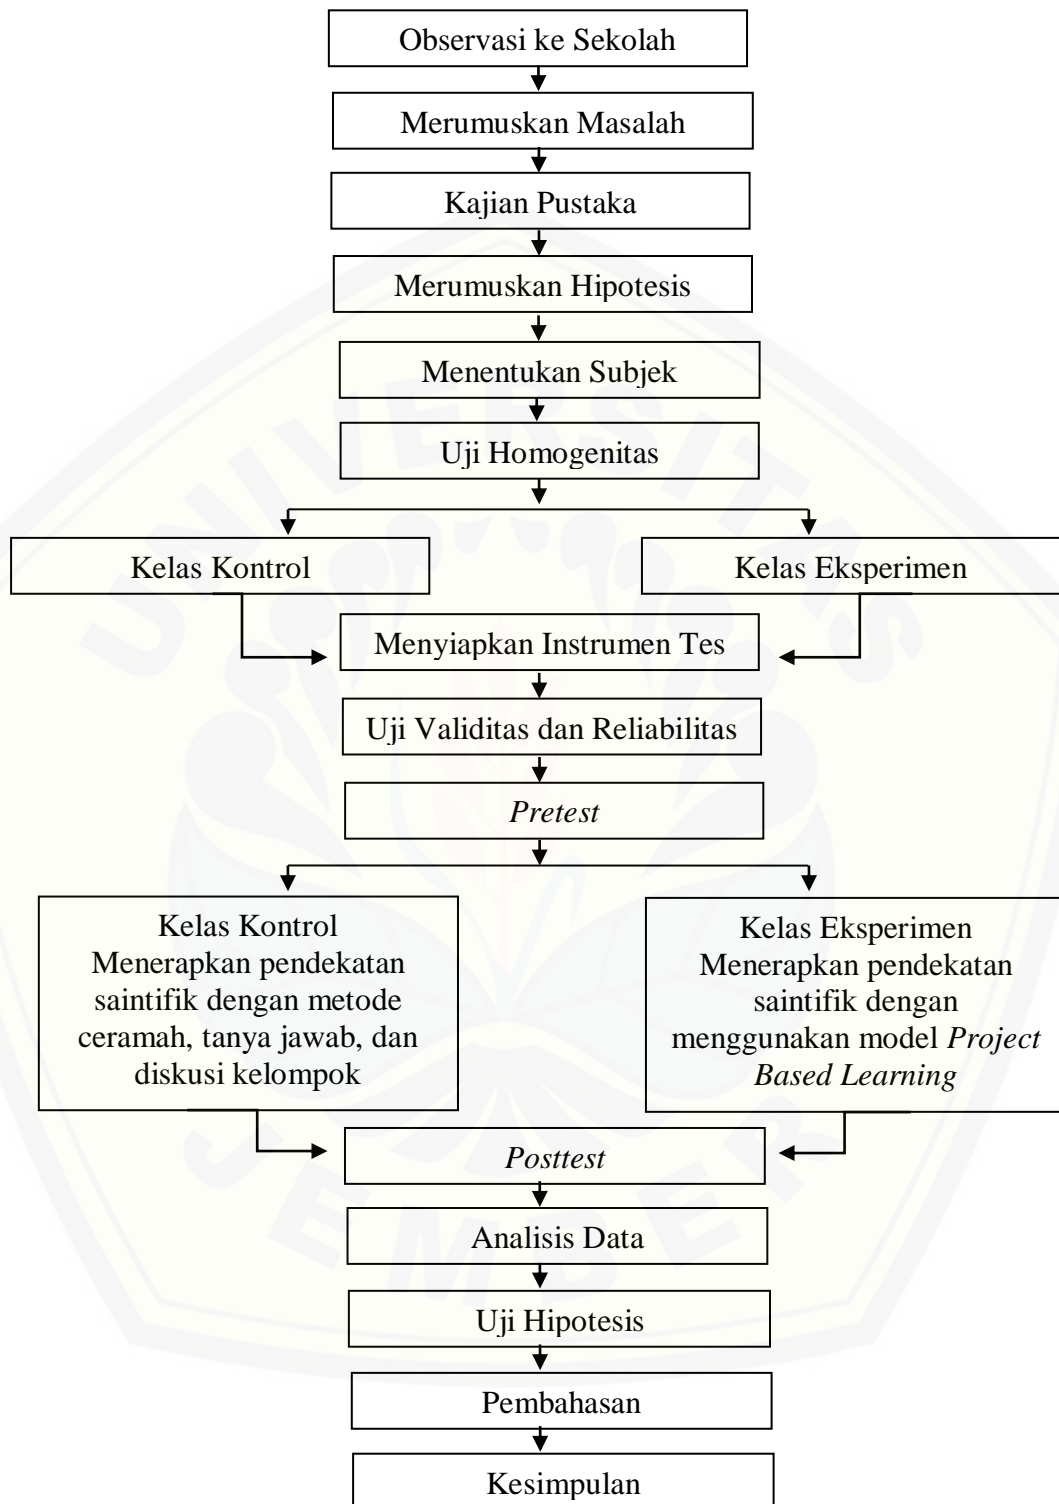 Observasi ke Sekolah
Merumuskan Masalah
Kajian Pustaka
Merumuskan Hipotesis
Menentukan Subjek
Uji Homogenitas
Kelas Kontrol
Kelas Eksperimen
Menyiapkan Instrumen Tes
Uji Validitas dan Reliabilitas
Pretest
Kelas Kontrol
Menerapkan pendekatan
saintifik dengan metode
ceramah, tanya jawab, dan
diskusi kelompok
Kelas Eksperimen
Menerapkan pendekatan
saintifik dengan
menggunakan model Project
Based Learning
Posttest
Analisis Data
Uji Hipotesis
Pembahasan
Kesimpulan
UNIVERSITAS
JEMBER